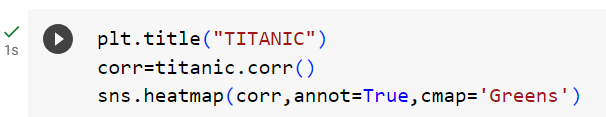 plt.title("TITANIC")
corr=titanic.corr()
1s
sns.heatmap(corr,annot=True,cmap='Greens')